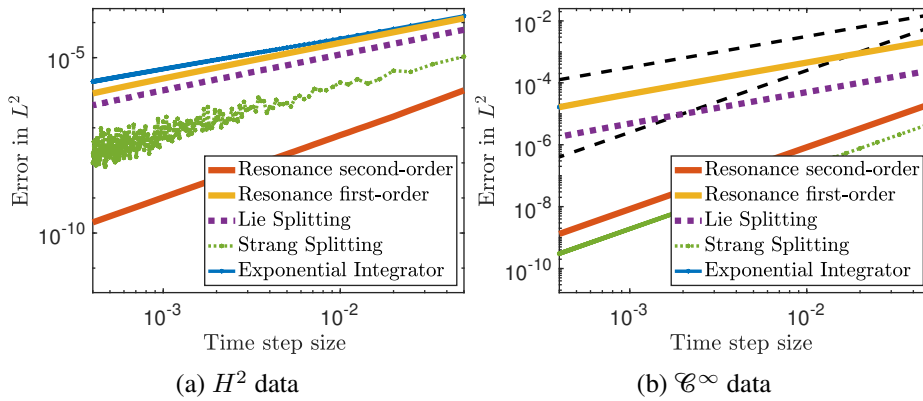 Error in L²
10⁻⁵
10⁻¹⁰
10⁻³
10⁻²
Time step size
Resonance second-order
Resonance first-order
Lie Splitting
Strang Splitting
Exponential Integrator
(a) H² data
Error in L²
10⁻²
10⁻⁴
10⁻⁶
10⁻⁸
10⁻¹⁰
10⁻³
10⁻²
Time step size
Resonance second-order
Resonance first-order
Lie Splitting
Strang Splitting
Exponential Integrator
(b) 𝒞^∞ data